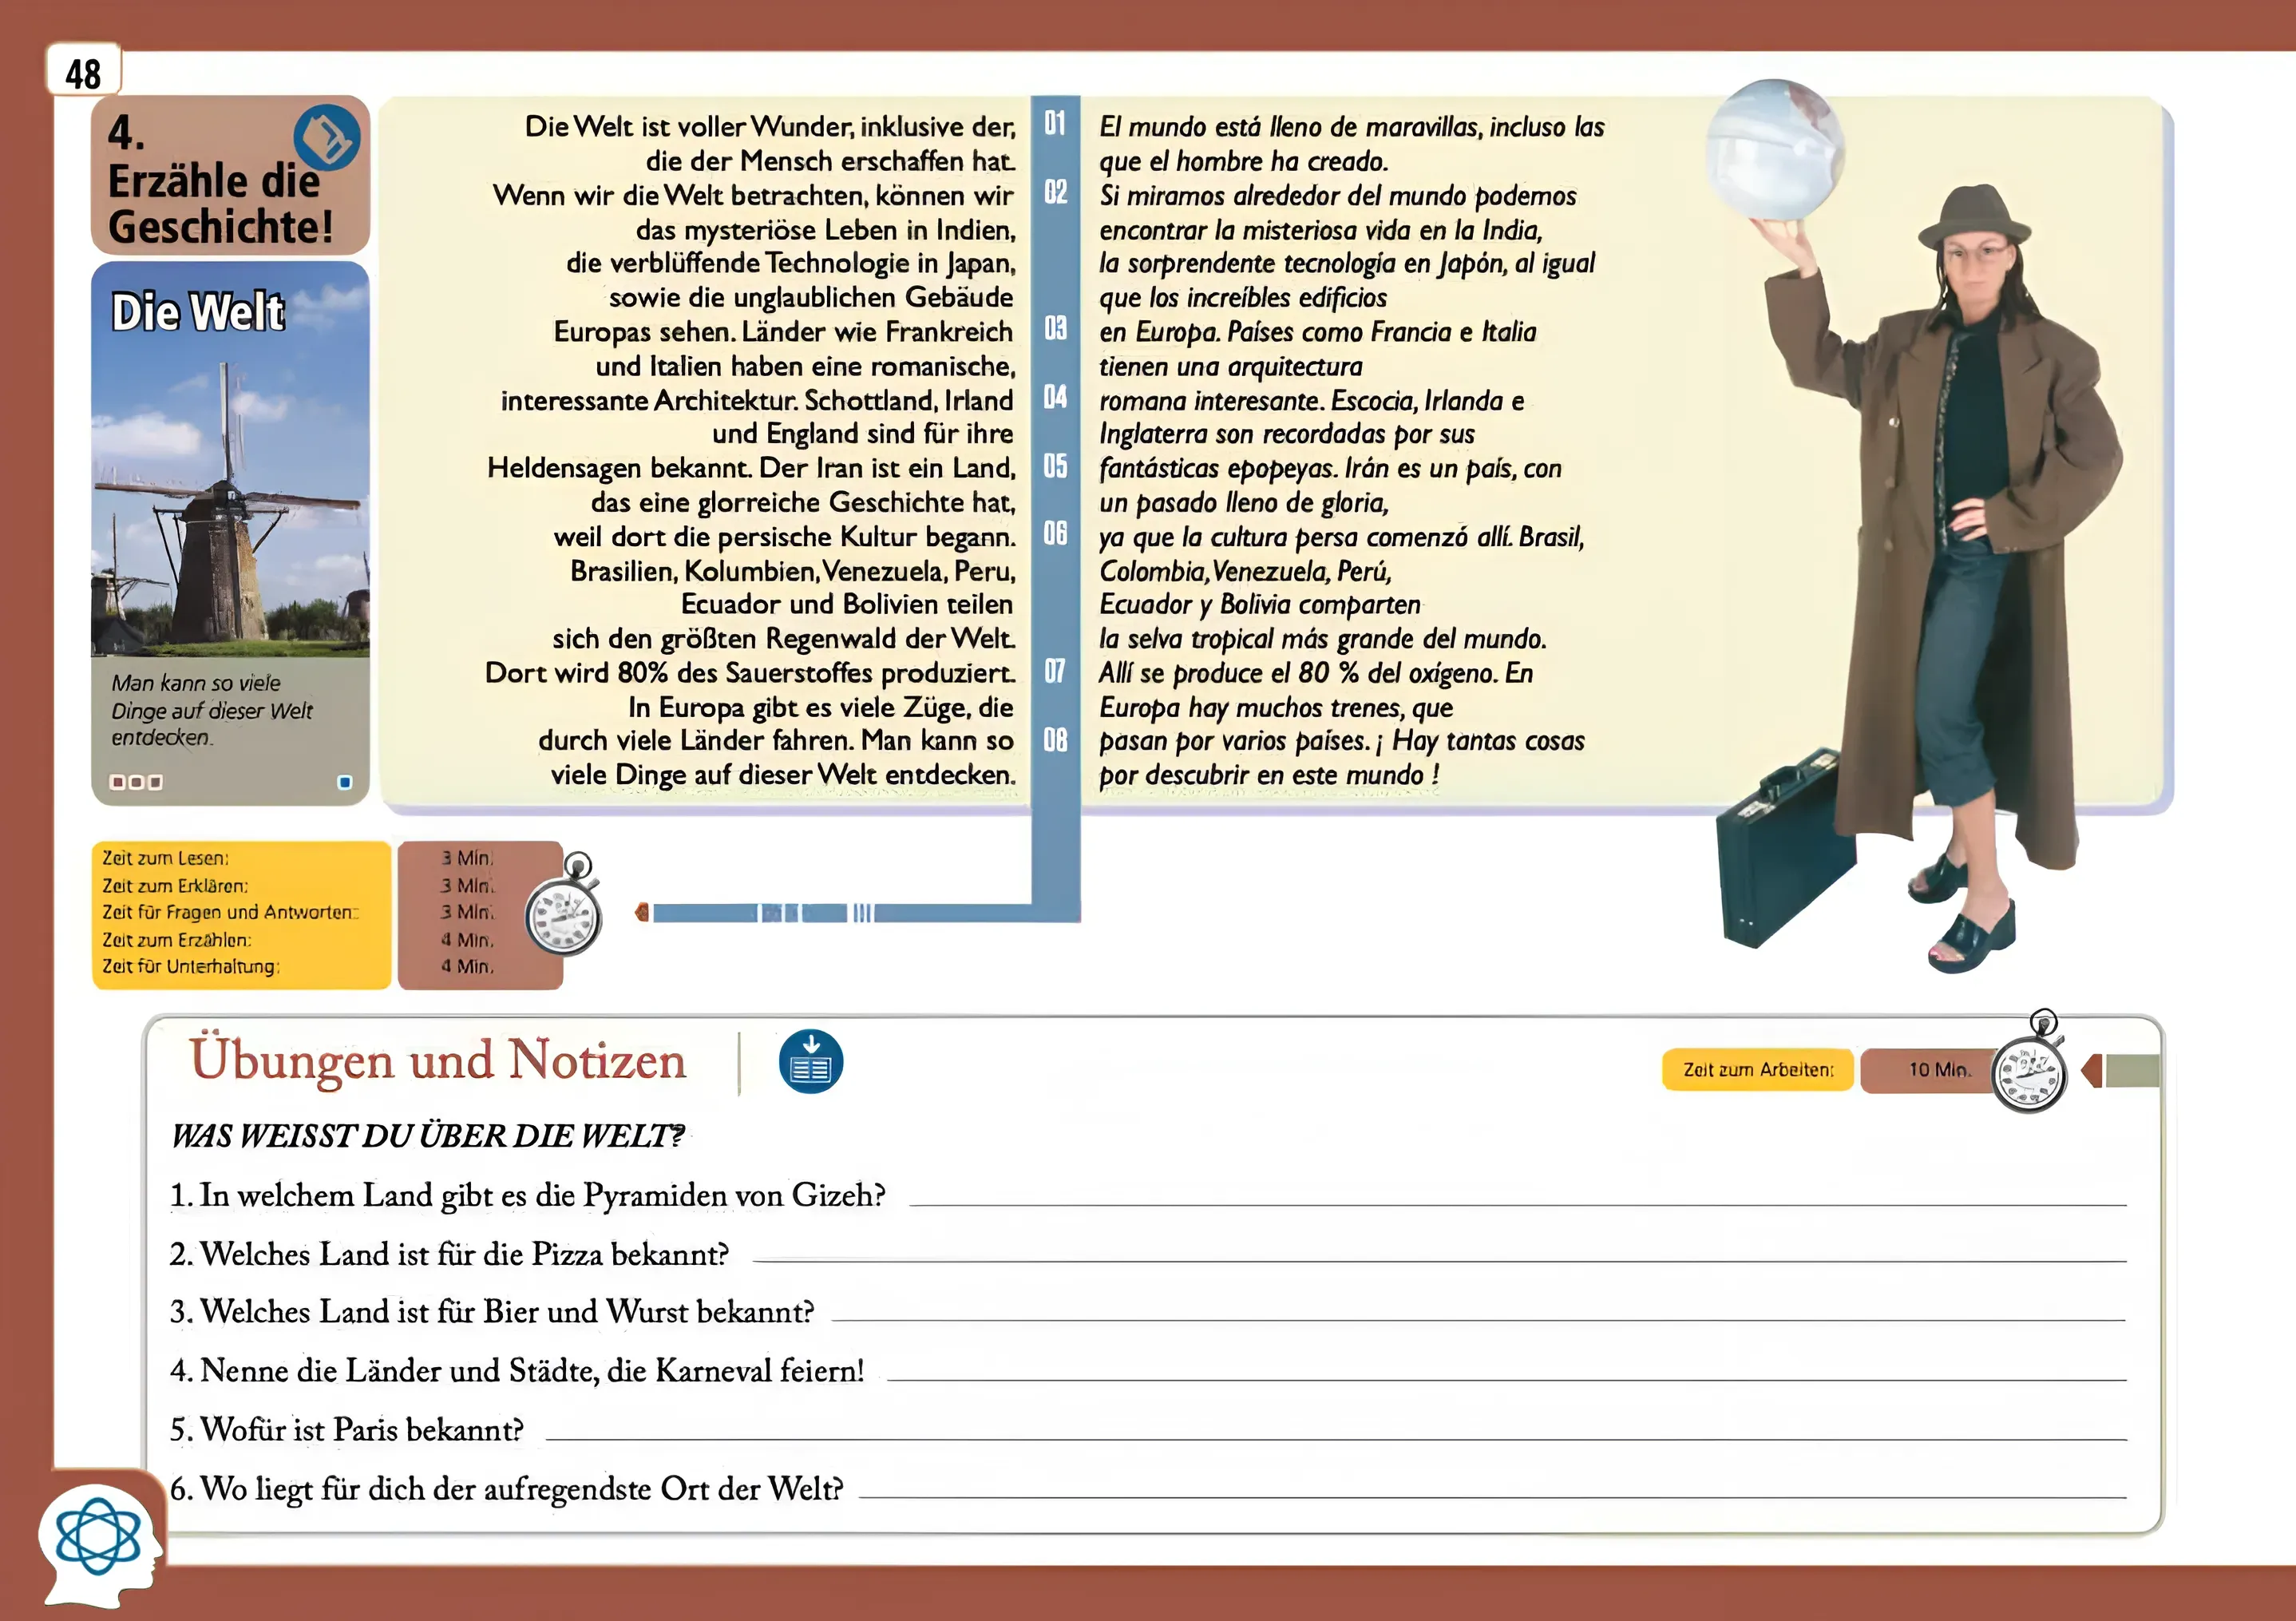 48
4.
Erzähle die
Geschichte!
Die Welt
Man kann so viele
Dinge auf dieser Welt
entdecken.
Die Welt ist voller Wunder, inklusive der,
die der Mensch erschaffen hat.
Wenn wir die Welt betrachten, können wir
das mysteriöse Leben in Indien,
die verblüffende Technologie in Japan,
sowie die unglaublichen Gebäude
Europas sehen. Länder wie Frankreich
und Italien haben eine romanische,
interessante Architektur. Schottland, Irland
und England sind für ihre
Heldensagen bekannt. Der Iran ist ein Land,
das eine glorreiche Geschichte hat,
weil dort die persische Kultur begann.
Brasilien, Kolumbien, Venezuela, Peru,
Ecuador und Bolivien teilen
sich den größten Regenwald der Welt.
Dort wird 80% des Sauerstoffes produziert.
In Europa gibt es viele Züge, die
durch viele Länder fahren. Man kann so
viele Dinge auf dieser Welt entdecken.
01
02
03
04
05
06
07
08
El mundo está lleno de maravillas, incluso las
que el hombre ha creado.
Si miramos alrededor del mundo podemos
encontrar la misteriosa vida en la India,
la sorprendente tecnología en Japón, al igual
que los increíbles edificios
en Europa. Países como Francia e Italia
tienen una arquitectura
romana interesante. Escocia, Irlanda e
Inglaterra son recordadas por sus
fantásticas epopeyas. Irán es un país, con
un pasado lleno de gloria,
ya que la cultura persa comenzó allí. Brasil,
Colombia, Venezuela, Perú,
Ecuador y Bolivia comparten
la selva tropical más grande del mundo.
Allí se produce el 80 % del oxígeno. En
Europa hay muchos trenes, que
pasan por varios países. ¡ Hay tantas cosas
por descubrir en este mundo !
Zeit zum Lesen: 3 Min.
Zeit zum Erklären: 3 Min.
Zeit für Fragen und Antworten: 3 Min.
Zeit zum Erzählen: 4 Min.
Zeit für Unterhaltung: 4 Min.
Übungen und Notizen
Zeit zum Arbeiten: 10 Min.
WAS WEISST DU ÜBER DIE WELT?
1. In welchem Land gibt es die Pyramiden von Gizeh?
2. Welches Land ist für die Pizza bekannt?
3. Welches Land ist für Bier und Wurst bekannt?
4. Nenne die Länder und Städte, die Karneval feiern!
5. Wofür ist Paris bekannt?
6. Wo liegt für dich der aufregendste Ort der Welt?